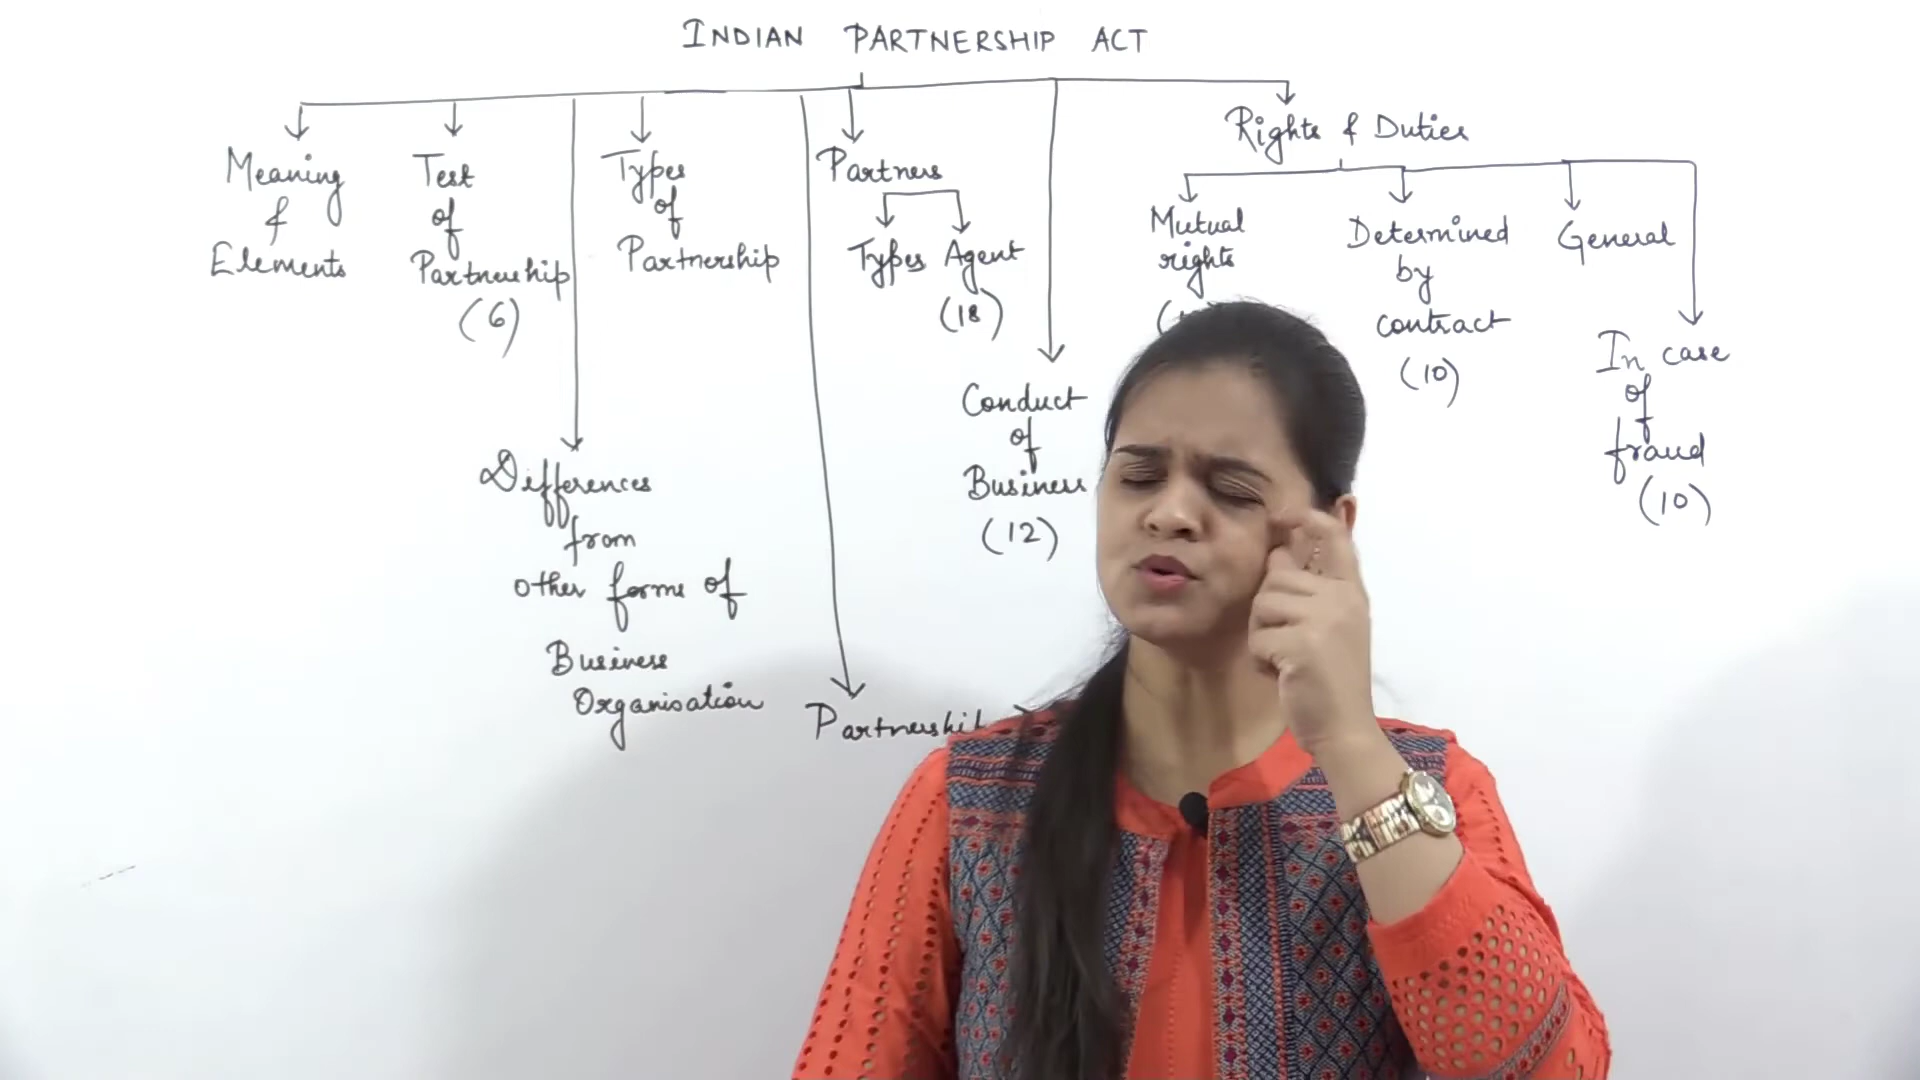 INDIAN PARTNERSHIP ACT
Meaning
&
Elements
Test
of
Partnership
(6)
Differences
from
other forms of
Business
Organisation
Types
of
Partnership
Partnership
Partners
Types Agent
(18)
Conduct
of
Business
(12)
Rights & Duties
Mutual
rights
Determined
by
contract
(10)
General
In case
of
fraud
(10)